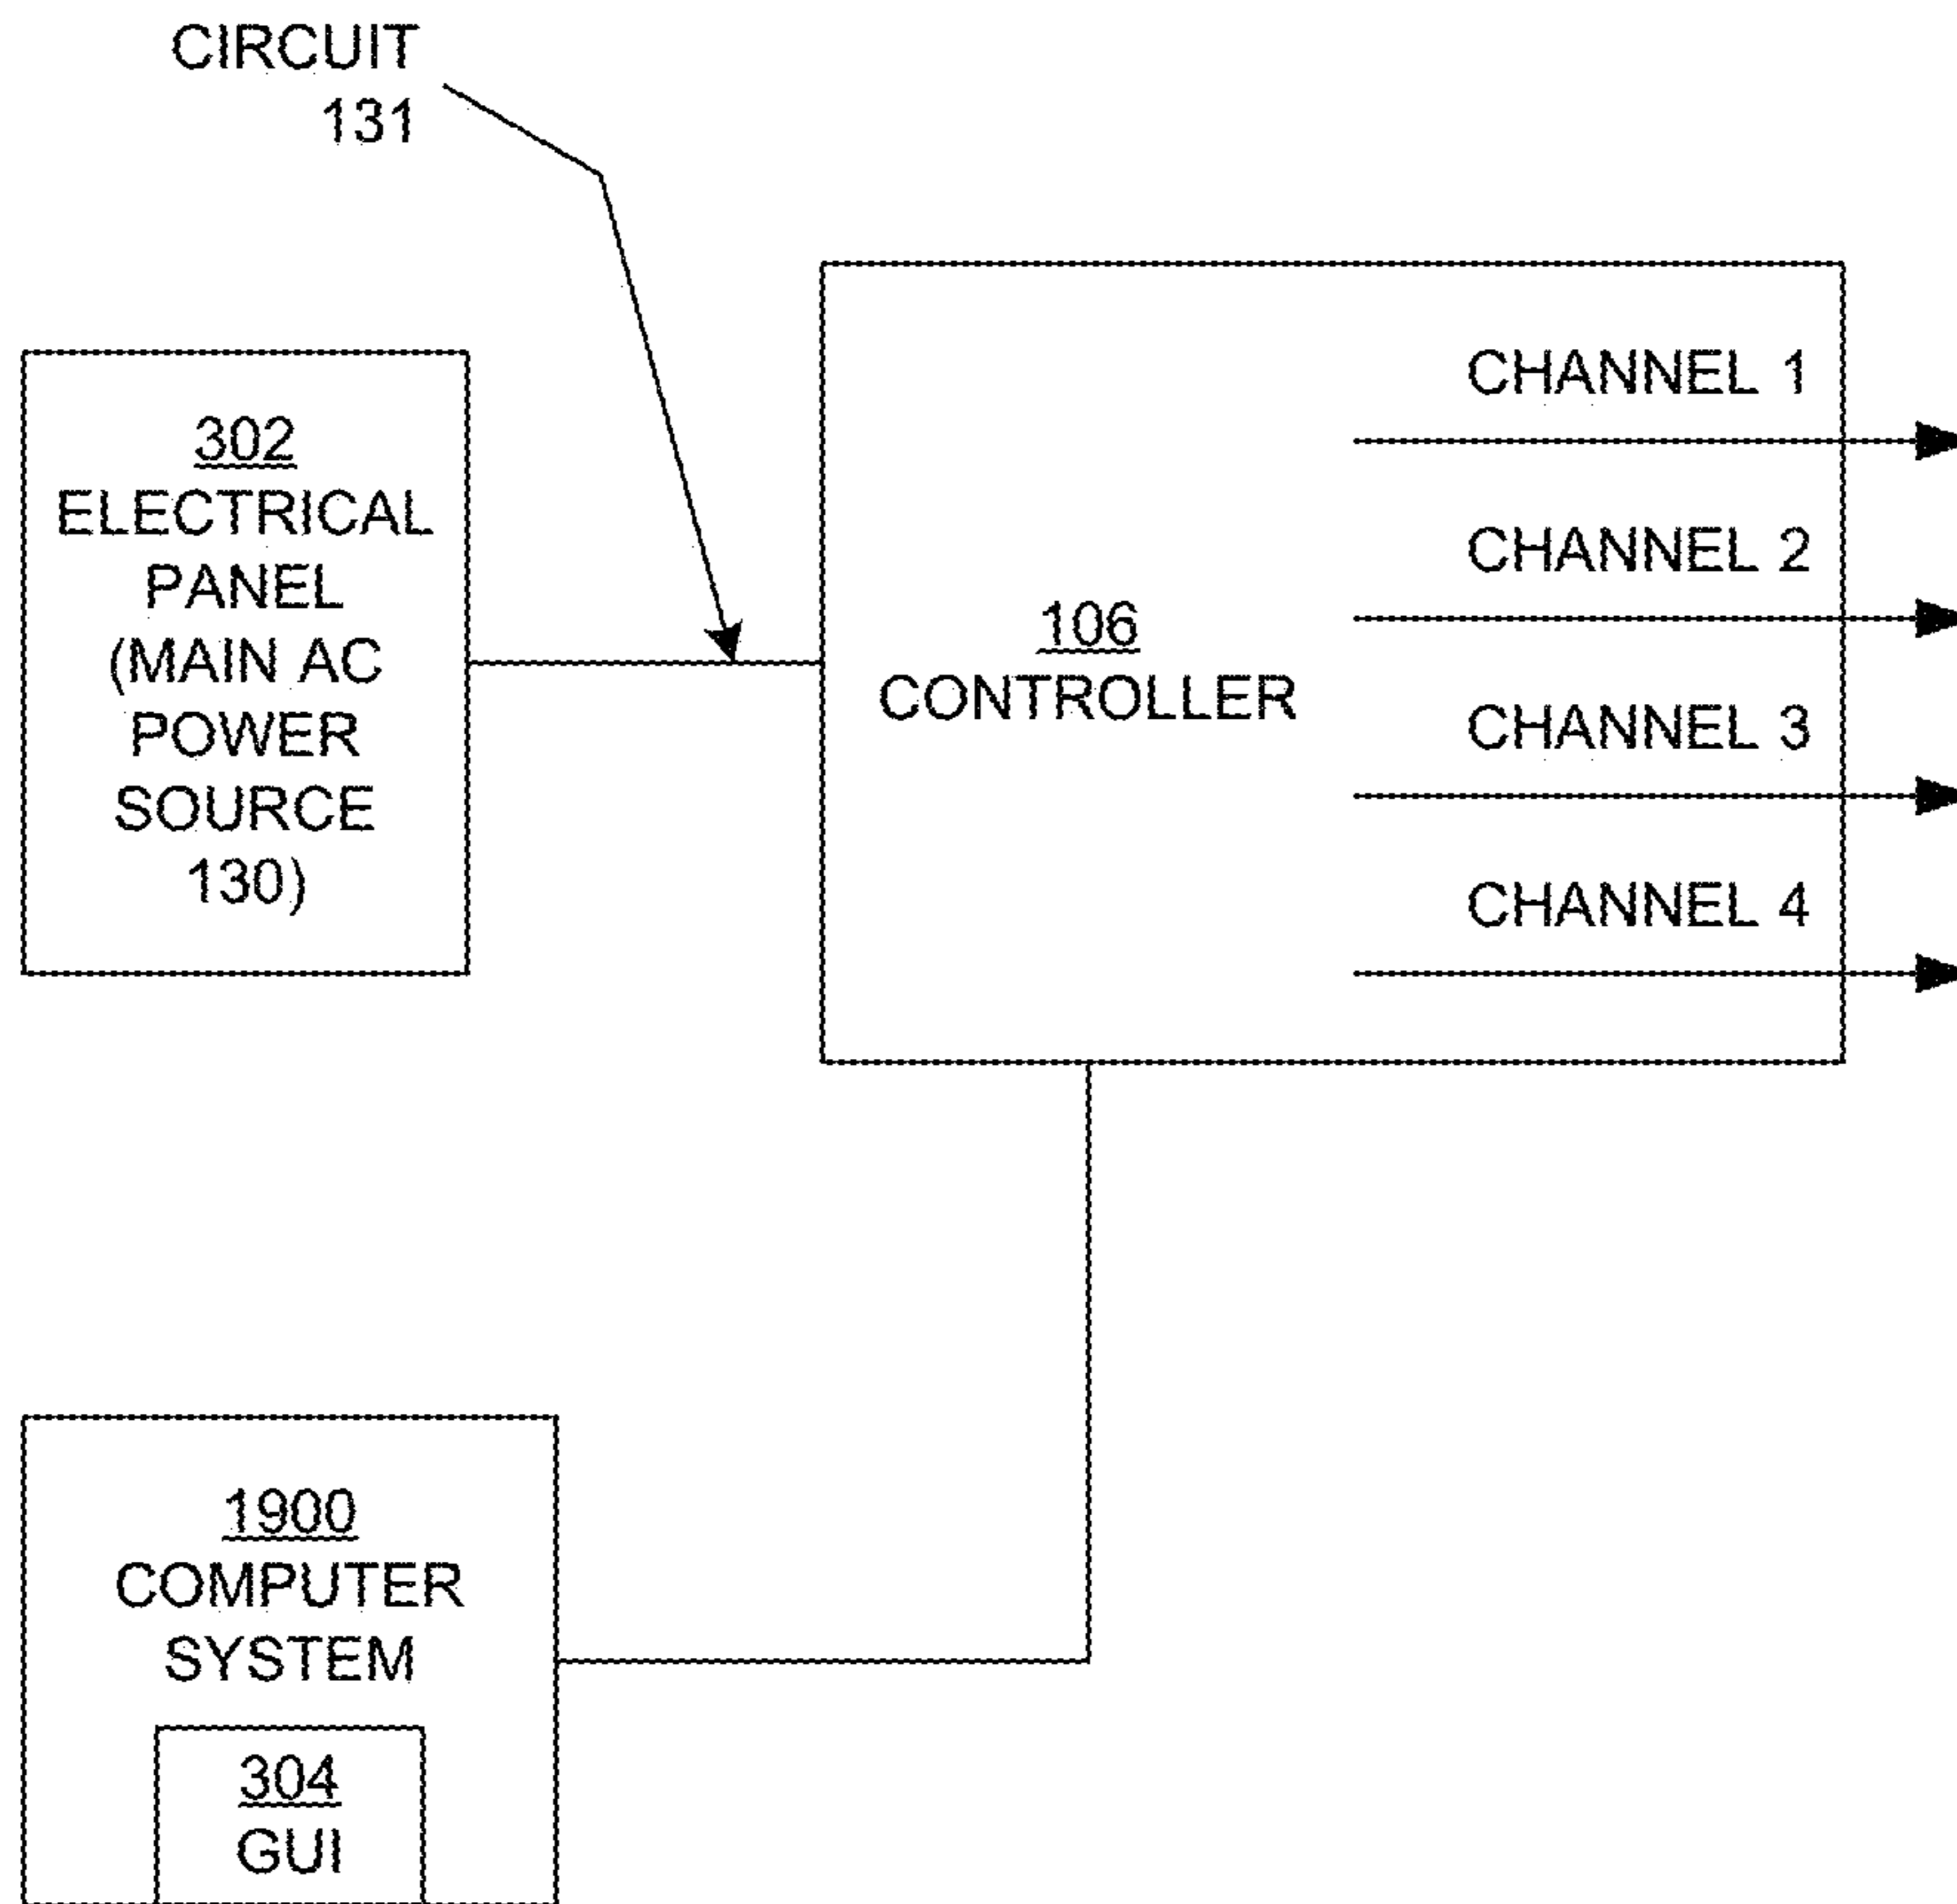 CIRCUIT
131
302
ELECTRICAL
PANEL
(MAIN AC
POWER
SOURCE
130)
106
CONTROLLER
CHANNEL 1
CHANNEL 2
CHANNEL 3
CHANNEL 4
1900
COMPUTER
SYSTEM
304
GUI